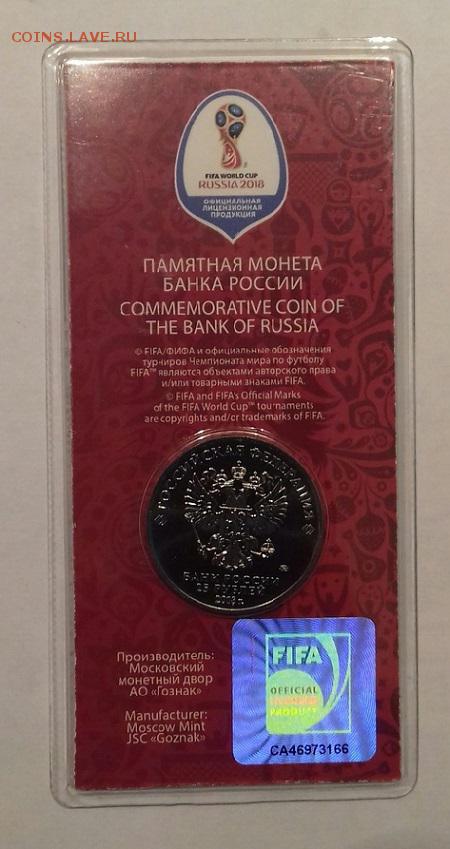 COINS.LAVE.RU
FIFA WORLD CUP
RUSSIA 2018
ОФИЦИАЛЬНАЯ
ЛИЦЕНЗИОННАЯ
ПРОДУКЦИЯ
ПАМЯТНАЯ МОНЕТА
БАНКА РОССИИ
COMMEMORATIVE COIN OF
THE BANK OF RUSSIA
© FIFA/ФИФА и официальные обозначения
турниров Чемпионата мира по футболу
FIFA™ являются объектами авторского права
и/или товарными знаками FIFA.
© FIFA and FIFA's Official Marks
of the FIFA World Cup™ tournaments
are copyrights and/or trademarks of FIFA.
РОССИЙСКАЯ ФЕДЕРАЦИЯ
БАНК РОССИИ
25 РУБЛЕЙ
2018 г.
Производитель:
Московский
монетный двор
АО «Гознак»
Manufacturer:
Moscow Mint
JSC «Goznak»
FIFA
OFFICIAL
LICENSED
PRODUCT
CA46973166